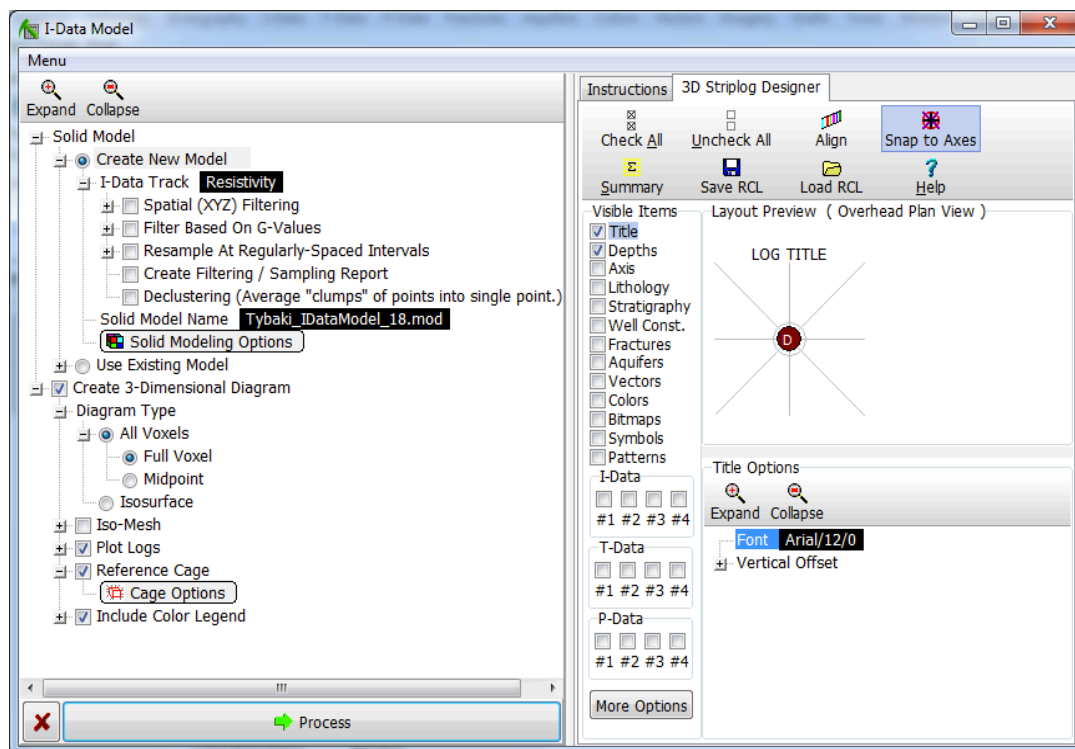 I-Data Model
Menu
Expand Collapse
Solid Model
Create New Model
I-Data Track Resistivity
Spatial (XYZ) Filtering
Filter Based On G-Values
Resample At Regularly-Spaced Intervals
Create Filtering / Sampling Report
Declustering (Average "clumps" of points into single point.)
Solid Model Name Tybaki_IDataModel_18.mod
Solid Modeling Options
Use Existing Model
Create 3-Dimensional Diagram
Diagram Type
All Voxels
Full Voxel
Midpoint
Isosurface
Iso-Mesh
Plot Logs
Reference Cage
Cage Options
Include Color Legend
Process
Instructions 3D Striplog Designer
Check All Uncheck All Align Snap to Axes
Σ
Summary Save RCL Load RCL Help
Visible Items
Title
Depths
Axis
Lithology
Stratigraphy
Well Const.
Fractures
Aquifers
Vectors
Colors
Bitmaps
Symbols
Patterns
I-Data
#1 #2 #3 #4
T-Data
#1 #2 #3 #4
P-Data
#1 #2 #3 #4
More Options
Layout Preview ( Overhead Plan View )
LOG TITLE
D
Title Options
Expand Collapse
Font Arial/12/0
Vertical Offset